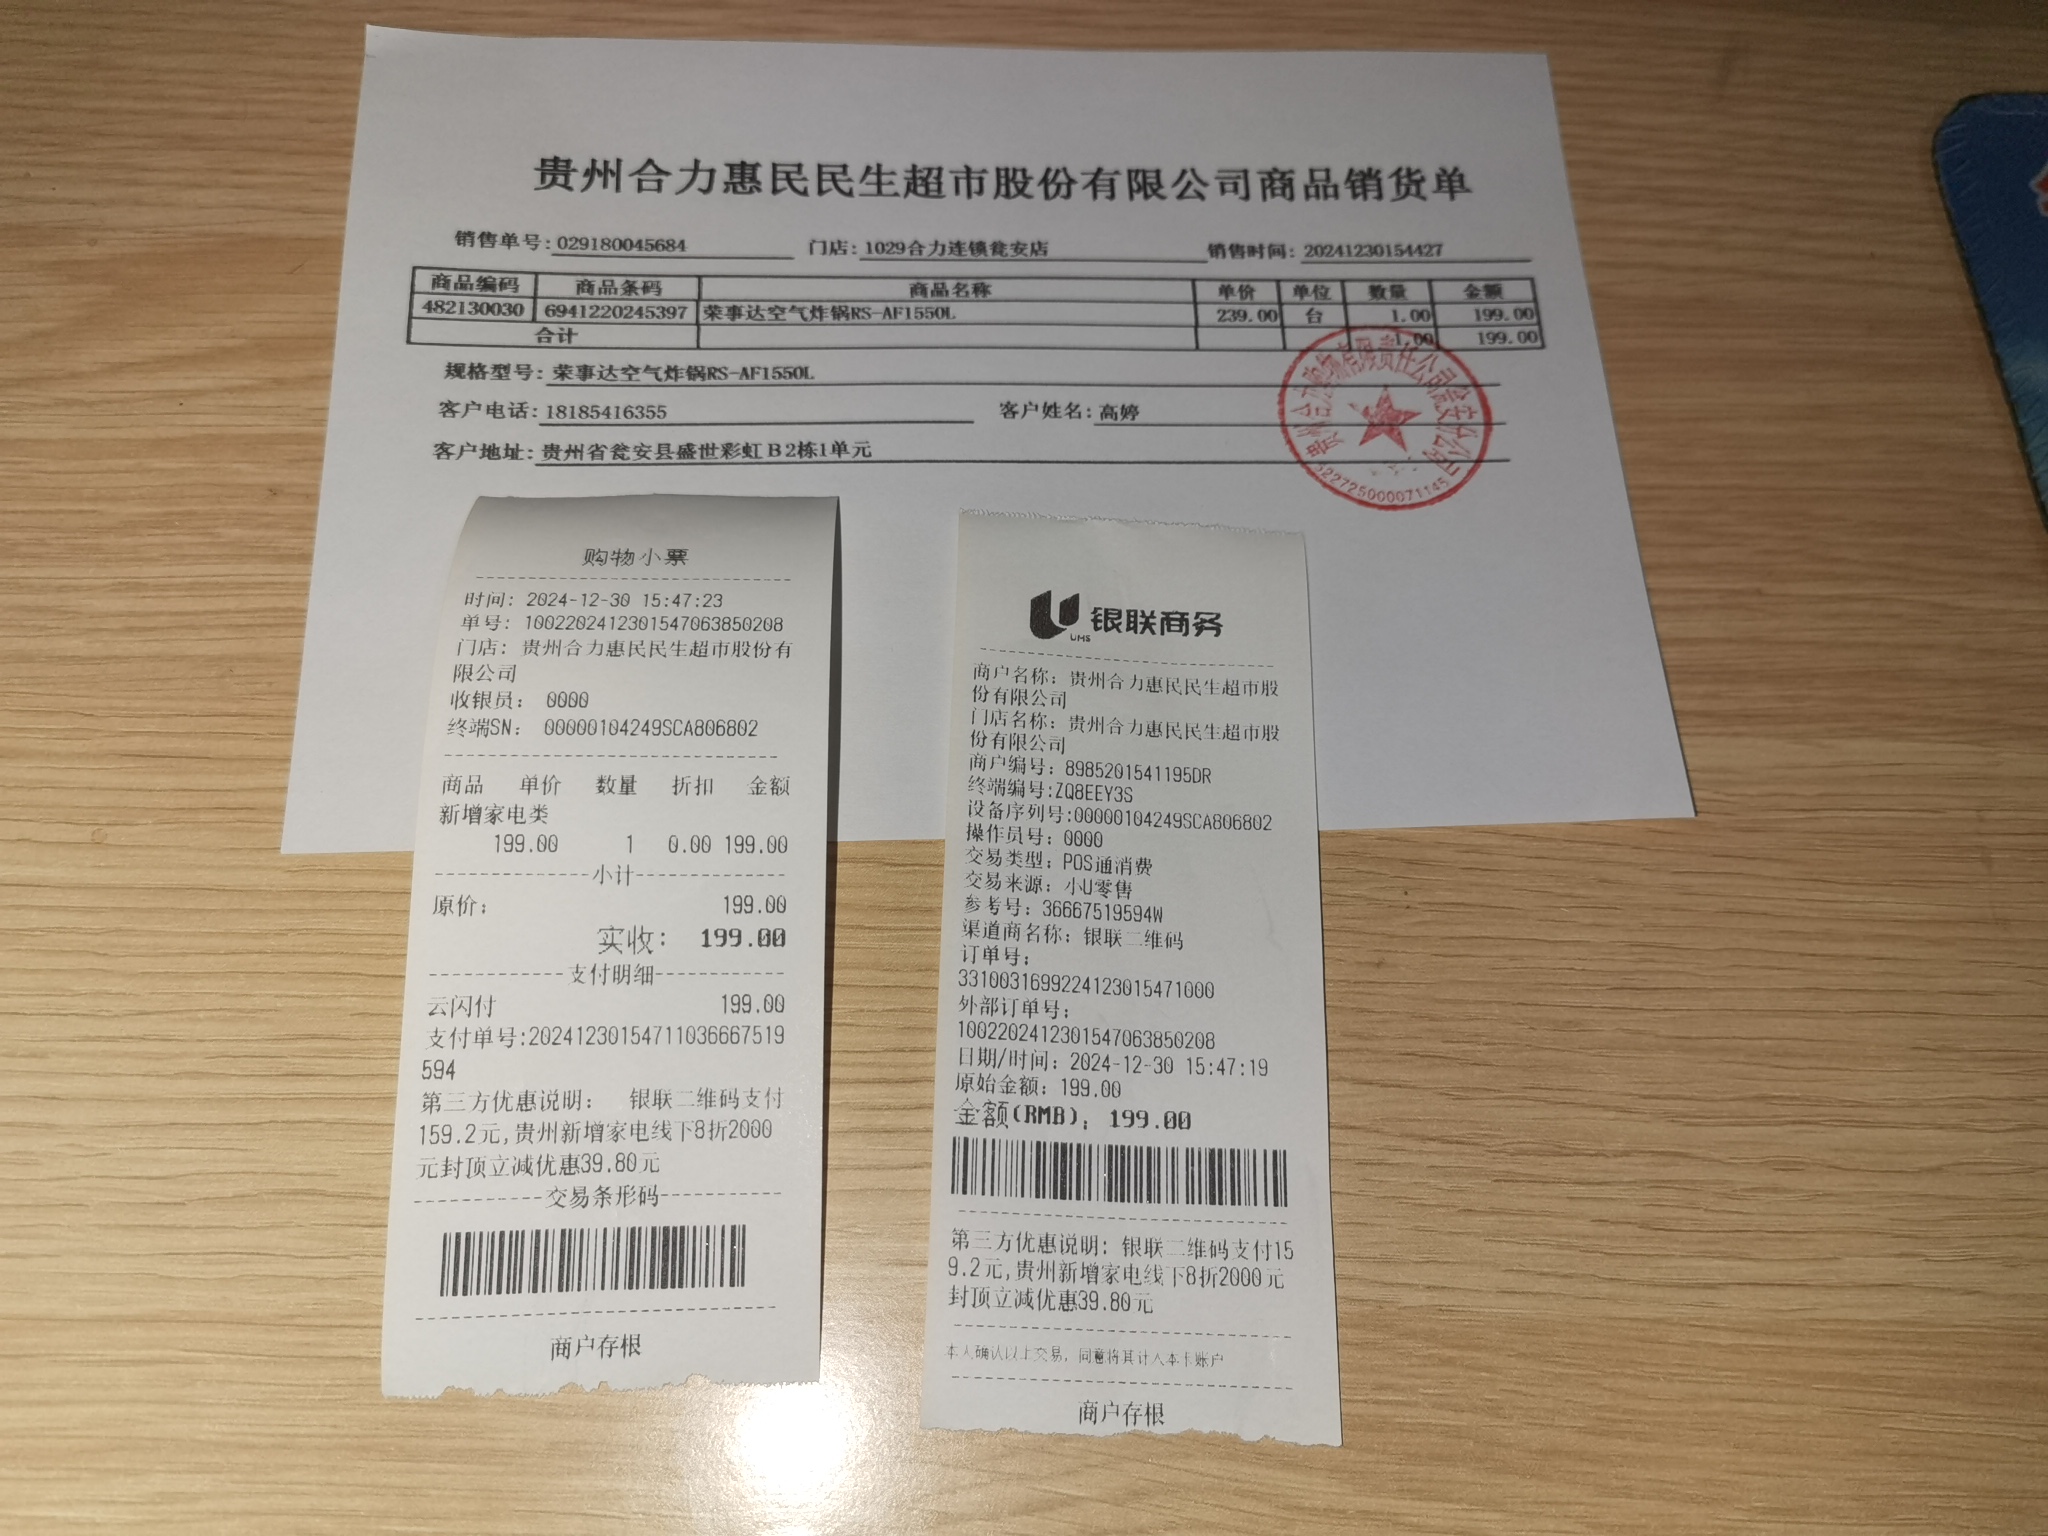 贵州合力惠民民生超市股份有限公司商品销货单
销售单号: 029180045684 门店: 1029合力连锁瓮安店 销售时间: 20241230154427
商品编码 商品条码 商品名称 单价 单位 数量 金额
482130030 6941220245397 荣事达空气炸锅RS-AF1550L 239.00 台 1.00 199.00
合计 1.00 199.00
规格型号: 荣事达空气炸锅RS-AF1550L
客户电话: 18185416355 客户姓名: 高婷
客户地址: 贵州省瓮安县盛世彩虹B2栋1单元
贵州合力购物有限责任公司瓮安分公司
522725000071145
购物小票
时间: 2024-12-30 15:47:23
单号: 1002202412301547063850208
门店: 贵州合力惠民民生超市股份有
限公司
收银员: 0000
终端SN: 00000104249SCA806802
商品 单价 数量 折扣 金额
新增家电类
199.00 1 0.00 199.00
小计
原价: 199.00
实收: 199.00
支付明细
云闪付 199.00
支付单号:202412301547110366667519
594
第三方优惠说明: 银联二维码支付
159.2元,贵州新增家电线下8折2000
元封顶立减优惠39.80元
交易条形码
商户存根
UMS
银联商务
商户名称: 贵州合力惠民民生超市股
份有限公司
门店名称: 贵州合力惠民民生超市股
份有限公司
商户编号: 8985201541195DR
终端编号:ZQ8EEY3S
设备序列号:00000104249SCA806802
操作员号: 0000
交易类型: POS通消费
交易来源: 小U零售
参考号: 36667519594W
渠道商名称: 银联二维码
订单号:
3310031699224123015471000
外部订单号:
1002202412301547063850208
日期/时间: 2024-12-30 15:47:19
原始金额: 199.00
金额(RMB): 199.00
第三方优惠说明: 银联二维码支付15
9.2元,贵州新增家电线下8折2000元
封顶立减优惠39.80元
本人确认以上交易, 同意将其计入本卡账户
商户存根